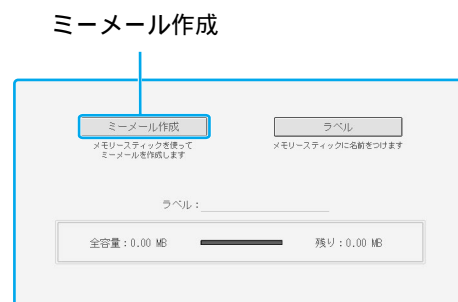 ミーメール作成
ミーメール作成
ラベル
メモリースティックを使って
ミーメールを作成します
メモリースティックに名前をつけます
ラベル：
全容量：0.00 MB
残り：0.00 MB